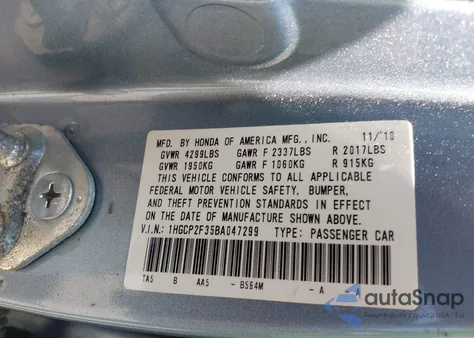 MFD. BY HONDA OF AMERICA MFG., INC. 11/'10
GVWR 4299LBS GAWR F 2337LBS R 2017LBS
GVWR 1950KG GAWR F 1060KG R 915KG
THIS VEHICLE CONFORMS TO ALL APPLICABLE
FEDERAL MOTOR VEHICLE SAFETY, BUMPER,
AND THEFT PREVENTION STANDARDS IN EFFECT
ON THE DATE OF MANUFACTURE SHOWN ABOVE.
V.I.N.: 1HGCP2F35BA047299 TYPE: PASSENGER CAR
TA5 B AA5 - B564M - A - A
autoSnap